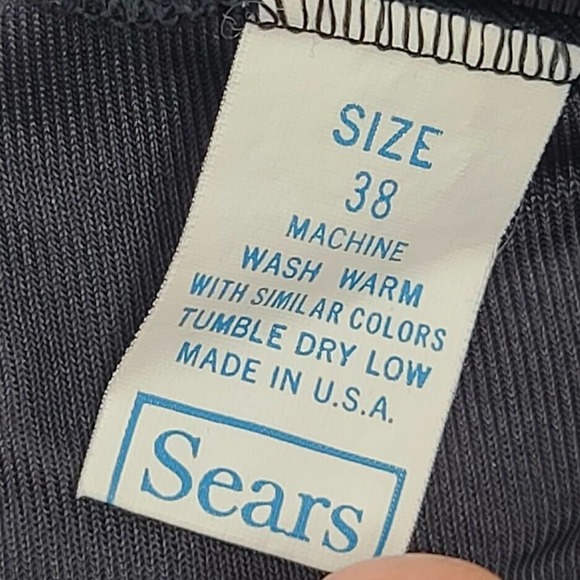 SIZE
38
MACHINE
WASH WARM
WITH SIMILAR COLORS
TUMBLE DRY LOW
MADE IN U.S.A.
Sears